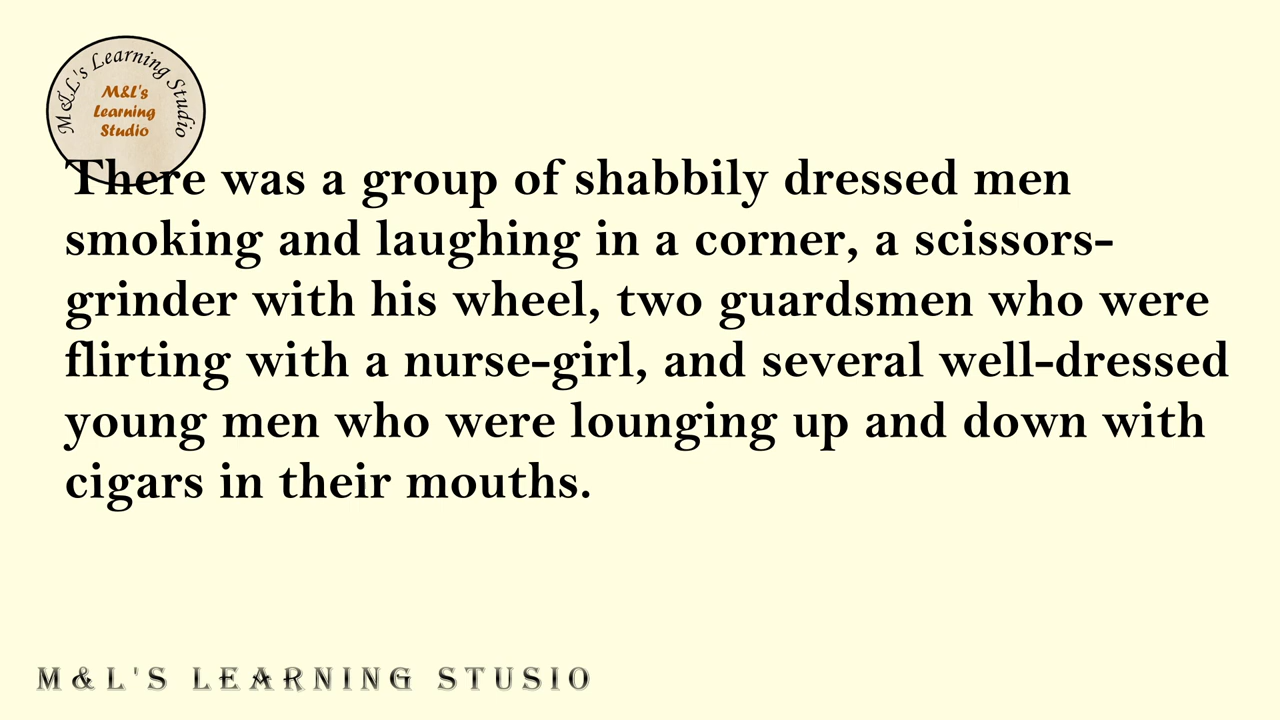 M&L's Learning Studio
M&L's
Learning
Studio
There was a group of shabbily dressed men
smoking and laughing in a corner, a scissors-
grinder with his wheel, two guardsmen who were
flirting with a nurse-girl, and several well-dressed
young men who were lounging up and down with
cigars in their mouths.
M&L'S LEARNING STUSIO